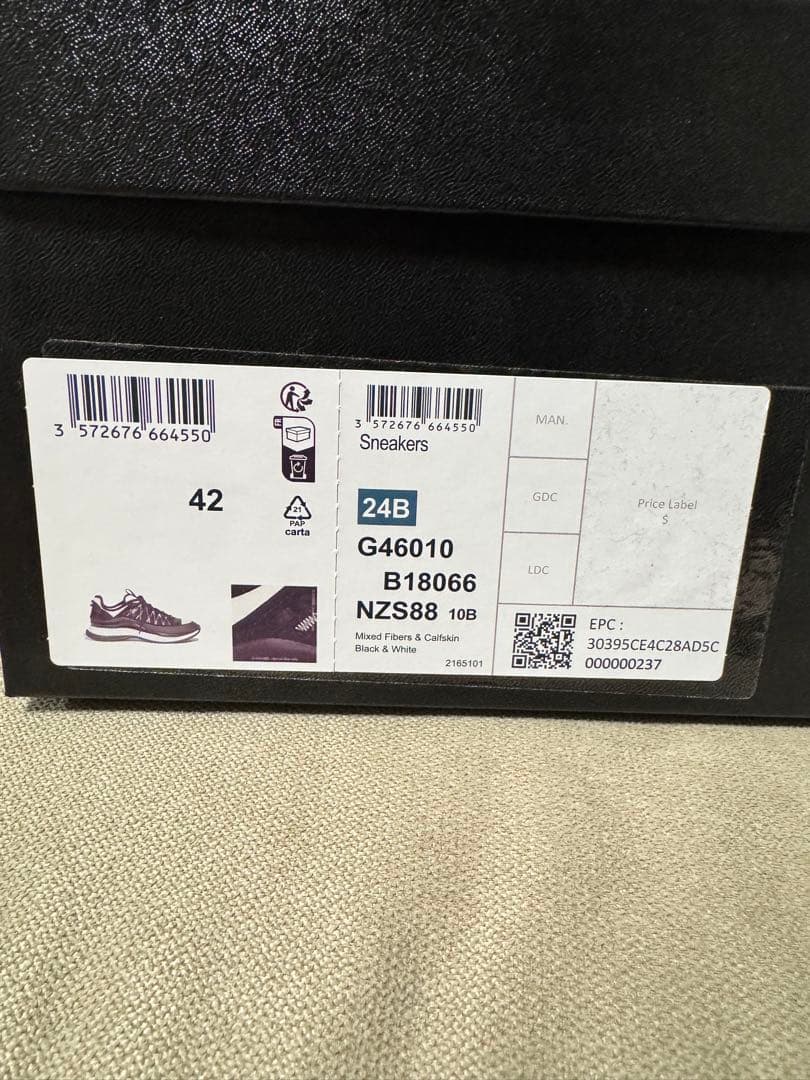 3 572676 664550
FR
42
21
PAP
carta
3 572676 664550
Sneakers
24B
G46010
B18066
NZS88 10B
Mixed Fibers & Calfskin
Black & White
2165101
MAN.
GDC
LDC
Price Label
$
EPC :
30395CE4C28AD5C
000000237